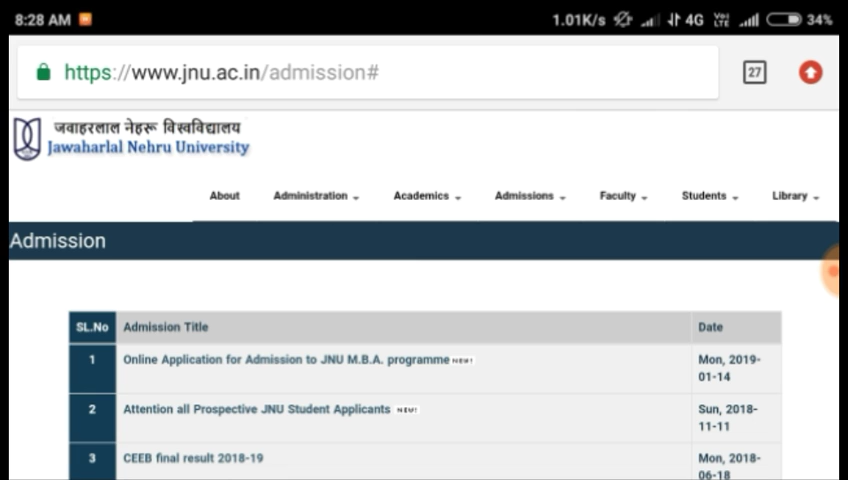 8:28 AM 1.01K/s 4G VoLTE 34%
https://www.jnu.ac.in/admission# 27
जवाहरलाल नेहरू विश्वविद्यालय
Jawaharlal Nehru University
About Administration Academics Admissions Faculty Students Library
Admission
SL.No Admission Title Date
1 Online Application for Admission to JNU M.B.A. programme NEW! Mon, 2019-
01-14
2 Attention all Prospective JNU Student Applicants NEW! Sun, 2018-
11-11
3 CEEB final result 2018-19 Mon, 2018-
06-18